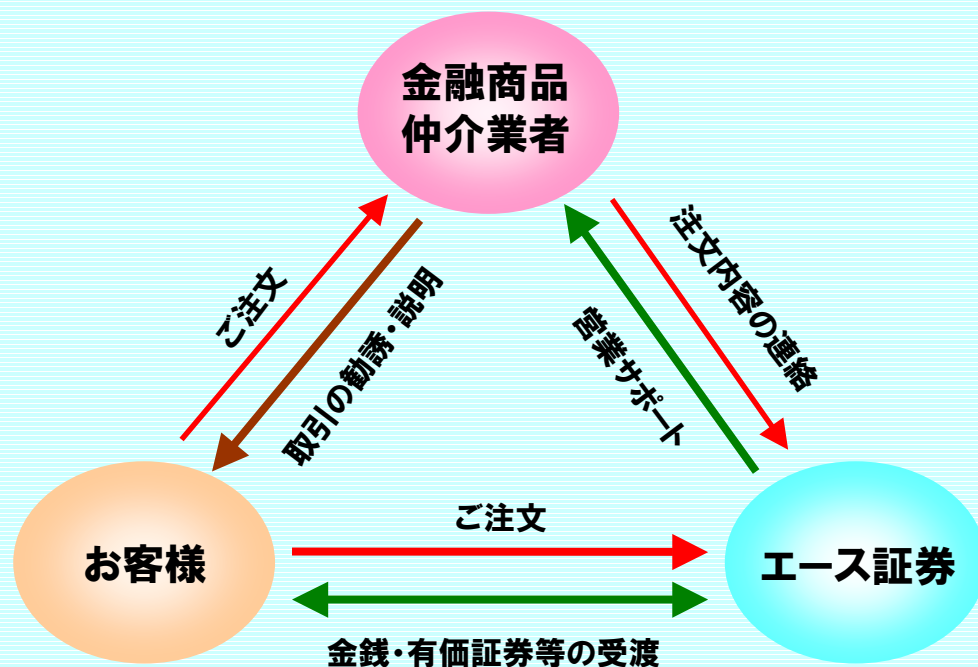 金融商品
仲介業者
ご注文
取引の勧誘・説明
営業サポート
注文内容の連絡
お客様
ご注文
エース証券
金銭・有価証券等の受渡